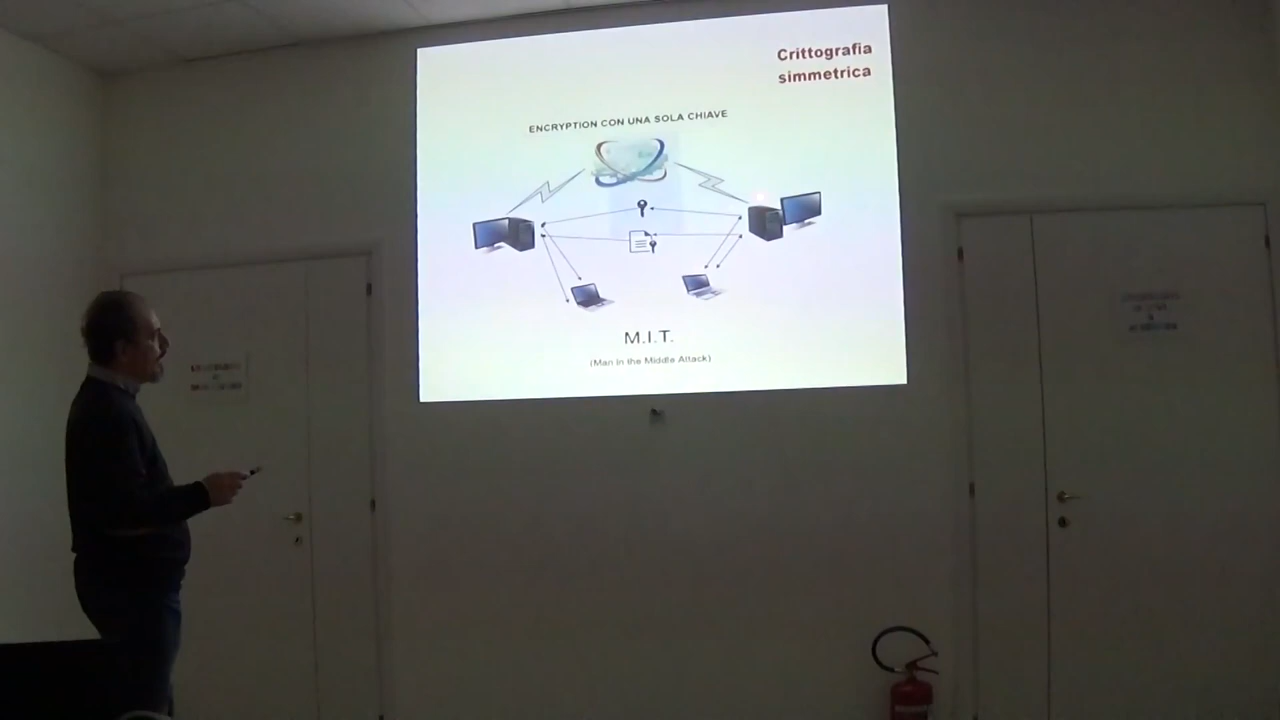 Crittografia
simmetrica
ENCRYPTION CON UNA SOLA CHIAVE
M.I.T.
(Man in the Middle Attack)